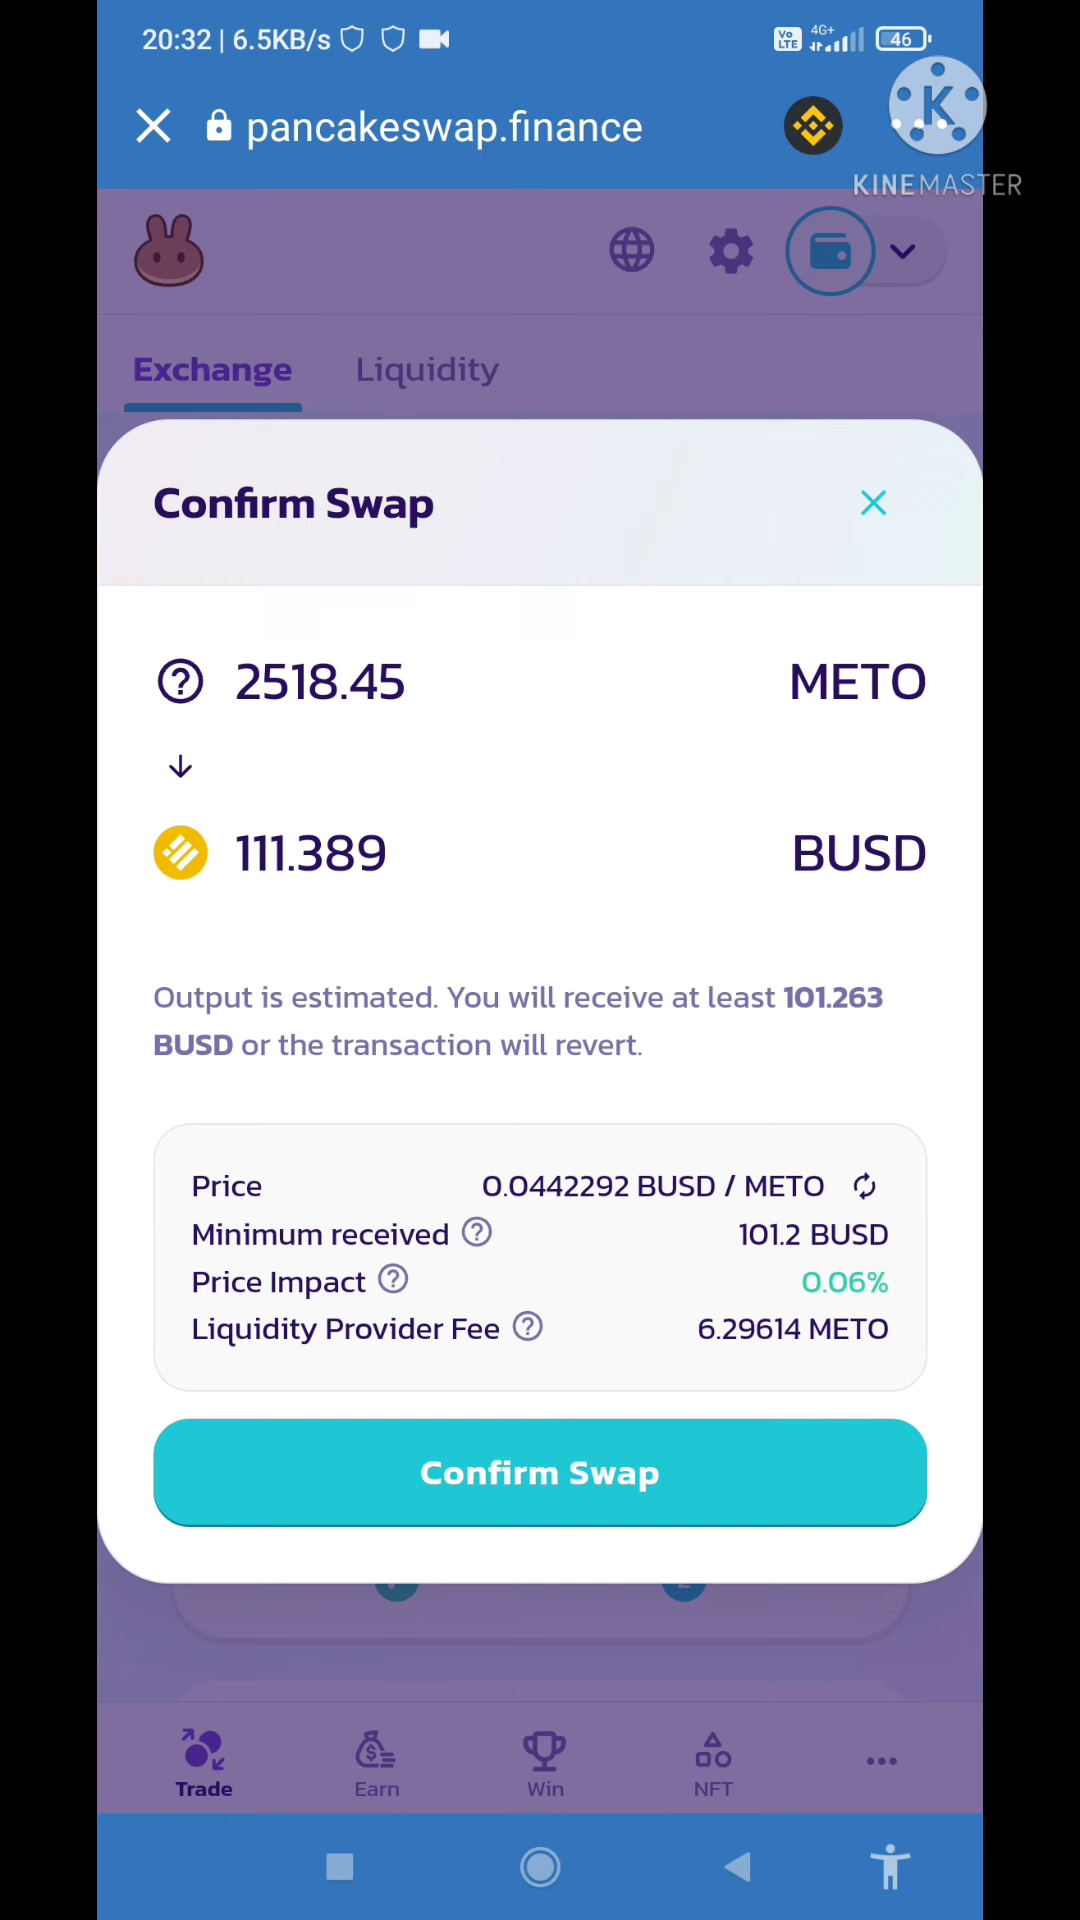 20:32 | 6.5KB/s
Vo LTE 4G+ 46
pancakeswap.finance
K
KINEMASTER
Exchange Liquidity
Confirm Swap
2518.45 METO
111.389 BUSD
Output is estimated. You will receive at least 101.263
BUSD or the transaction will revert.
Price 0.0442292 BUSD / METO
Minimum received 101.2 BUSD
Price Impact 0.06%
Liquidity Provider Fee 6.29614 METO
Confirm Swap
Trade Earn Win NFT